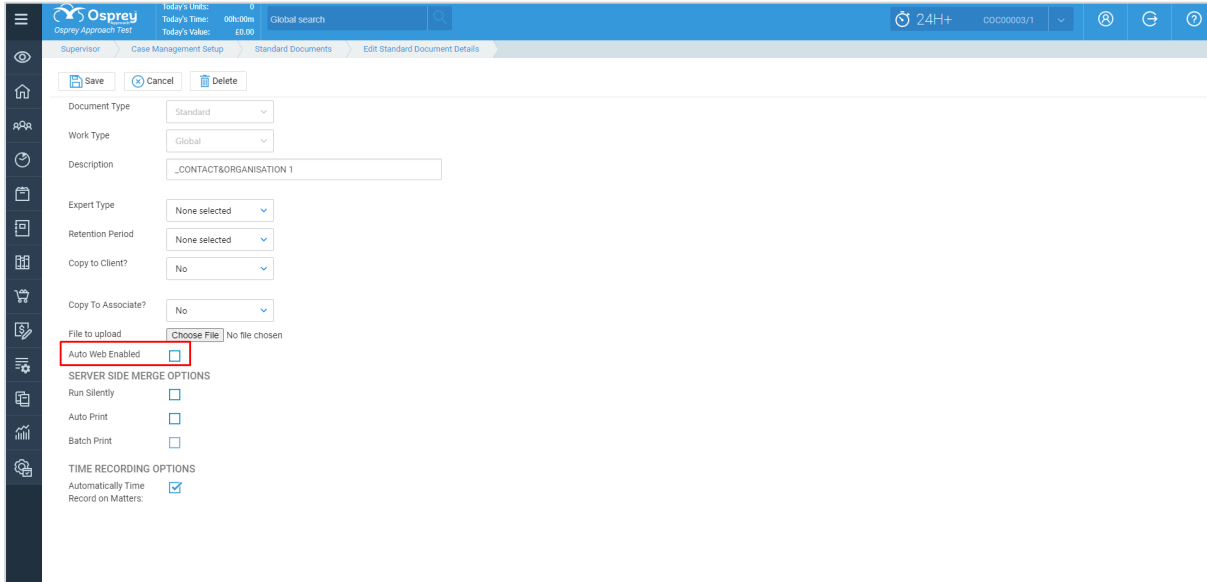 Today's Units: 0
Osprey
Approach
Today's Time: 00h:00m
Global search
24H+
COC00003/1
Osprey Approach Test
Today's Value: £0.00
Supervisor
Case Management Setup
Standard Documents
Edit Standard Document Details
Save
Cancel
Delete
Document Type
Standard
Work Type
Global
Description
_CONTACT&ORGANISATION 1
Expert Type
None selected
Retention Period
None selected
Copy to Client?
No
Copy To Associate?
No
File to upload
Choose File No file chosen
Auto Web Enabled
SERVER SIDE MERGE OPTIONS
Run Silently
Auto Print
Batch Print
TIME RECORDING OPTIONS
Automatically Time
Record on Matters: